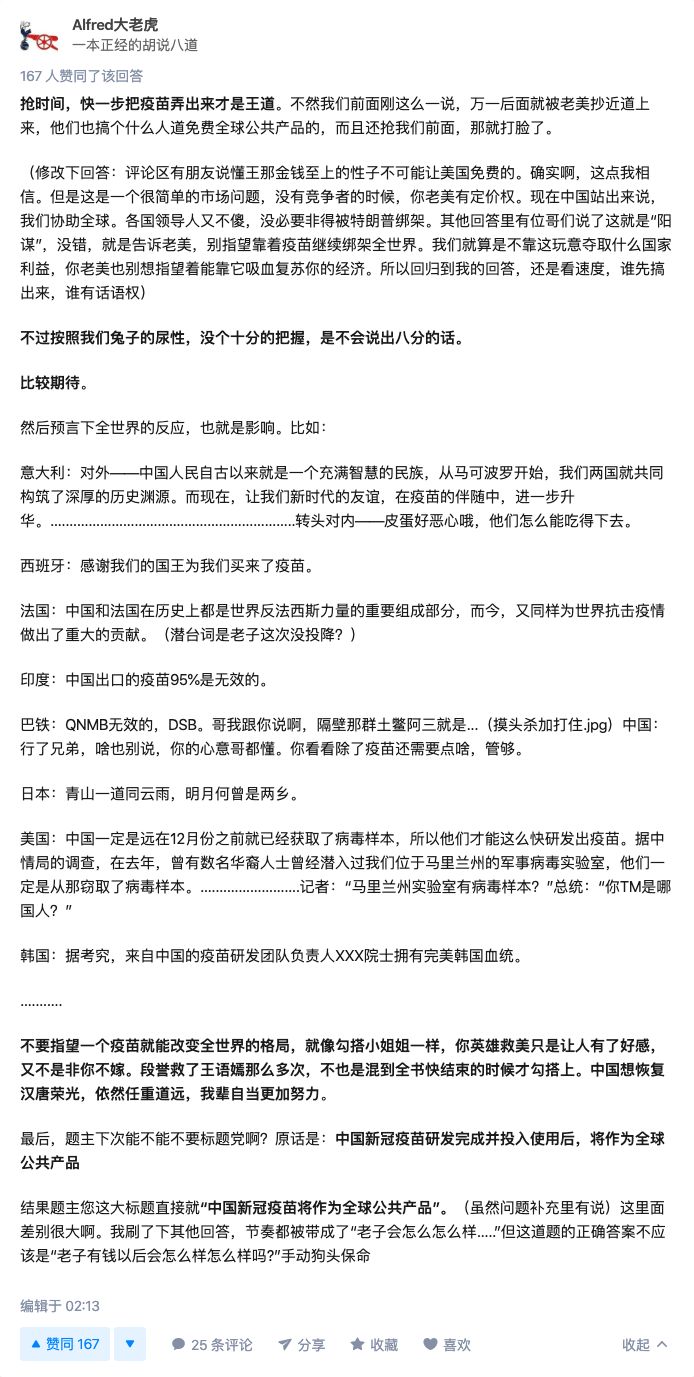 Alfred大老虎
一本正经的胡说八道
167 人赞同了该回答
抢时间，快一步把疫苗弄出来才是王道。不然我们前面刚这么一说，万一后面就被老美抄近道上
来，他们也搞个什么人道免费全球公共产品的，而且还抢我们前面，那就打脸了。
（修改下回答：评论区有朋友说懂王那金钱至上的性子不可能让美国免费的。确实啊，这点我相
信。但是这是一个很简单的市场问题，没有竞争者的时候，你老美有定价权。现在中国站出来说，
我们协助全球。各国领导人又不傻，没必要非得被特朗普绑架。其他回答里有位哥们说了这就是“阳
谋”，没错，就是告诉老美，别指望靠着疫苗继续绑架全世界。我们就算是不靠这玩意夺取什么国家
利益，你老美也别想指望着能靠它吸血复苏你的经济。所以回归到我的回答，还是看速度，谁先搞
出来，谁有话语权）
不过按照我们兔子的尿性，没个十分的把握，是不会说出八分的话。
比较期待。
然后预言下全世界的反应，也就是影响。比如：
意大利：对外——中国人民自古以来就是一个充满智慧的民族，从马可波罗开始，我们两国就共同
构筑了深厚的历史渊源。而现在，让我们新时代的友谊，在疫苗的伴随中，进一步升
华。.................................................................转头对内——皮蛋好恶心哦，他们怎么能吃得下去。
西班牙：感谢我们的国王为我们买来了疫苗。
法国：中国和法国在历史上都是世界反法西斯力量的重要组成部分，而今，又同样为世界抗击疫情
做出了重大的贡献。（潜台词是老子这次没投降？）
印度：中国出口的疫苗95%是无效的。
巴铁：QNMB无效的，DSB。哥我跟你说啊，隔壁那群土鳖阿三就是...（摸头杀加打住.jpg）中国：
行了兄弟，啥也别说，你的心意哥都懂。你看看除了疫苗还需要点啥，管够。
日本：青山一道同云雨，明月何曾是两乡。
美国：中国一定是远在12月份之前就已经获取了病毒样本，所以他们才能这么快研发出疫苗。据中
情局的调查，在去年，曾有数名华裔人士曾经潜入过我们位于马里兰州的军事病毒实验室，他们一
定是从那窃取了病毒样本。..........................记者：“马里兰州实验室有病毒样本？”总统：“你TM是哪
国人？”
韩国：据考究，来自中国的疫苗研发团队负责人XXX院士拥有完美韩国血统。
...........
不要指望一个疫苗就能改变全世界的格局，就像勾搭小姐姐一样，你英雄救美只是让人有了好感，
又不是非你不嫁。段誉救了王语嫣那么多次，不也是混到全书快结束的时候才勾搭上。中国想恢复
汉唐荣光，依然任重道远，我辈自当更加努力。
最后，题主下次能不能不要标题党啊？原话是：中国新冠疫苗研发完成并投入使用后，将作为全球
公共产品
结果题主您这大标题直接就“中国新冠疫苗将作为全球公共产品”。（虽然问题补充里有说）这里面
差别很大啊。我刷了下其他回答，节奏都被带成了“老子会怎么怎么样.....”但这道题的正确答案不应
该是“老子有钱以后会怎么样怎么样吗?”手动狗头保命
编辑于 02:13
赞同 167 25 条评论 分享 收藏 喜欢 收起